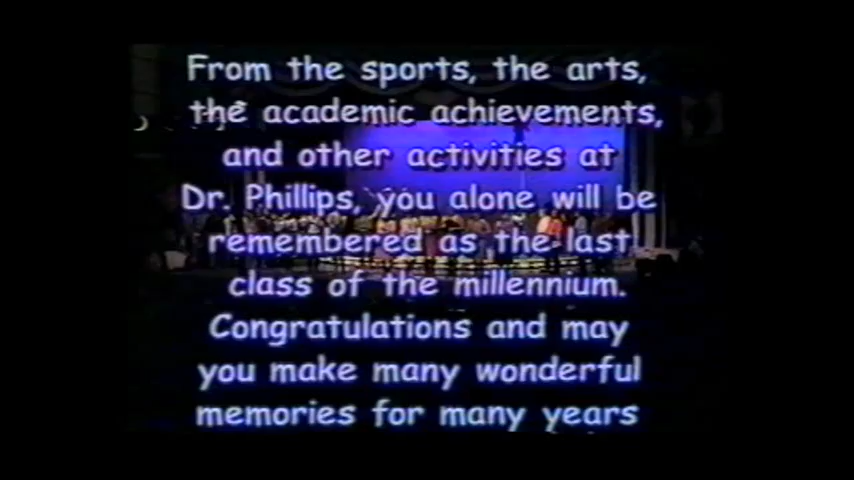 From the sports, the arts,
the academic achievements,
and other activities at
Dr. Phillips, you alone will be
remembered as the last
class of the millennium.
Congratulations and may
you make many wonderful
memories for many years